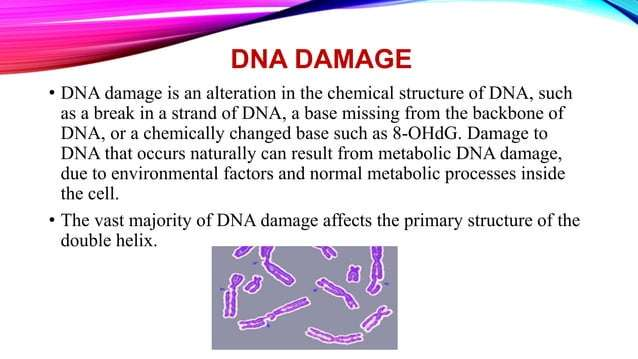 DNA DAMAGE
• DNA damage is an alteration in the chemical structure of DNA, such
as a break in a strand of DNA, a base missing from the backbone of
DNA, or a chemically changed base such as 8-OHdG. Damage to
DNA that occurs naturally can result from metabolic DNA damage,
due to environmental factors and normal metabolic processes inside
the cell.
• The vast majority of DNA damage affects the primary structure of the
double helix.